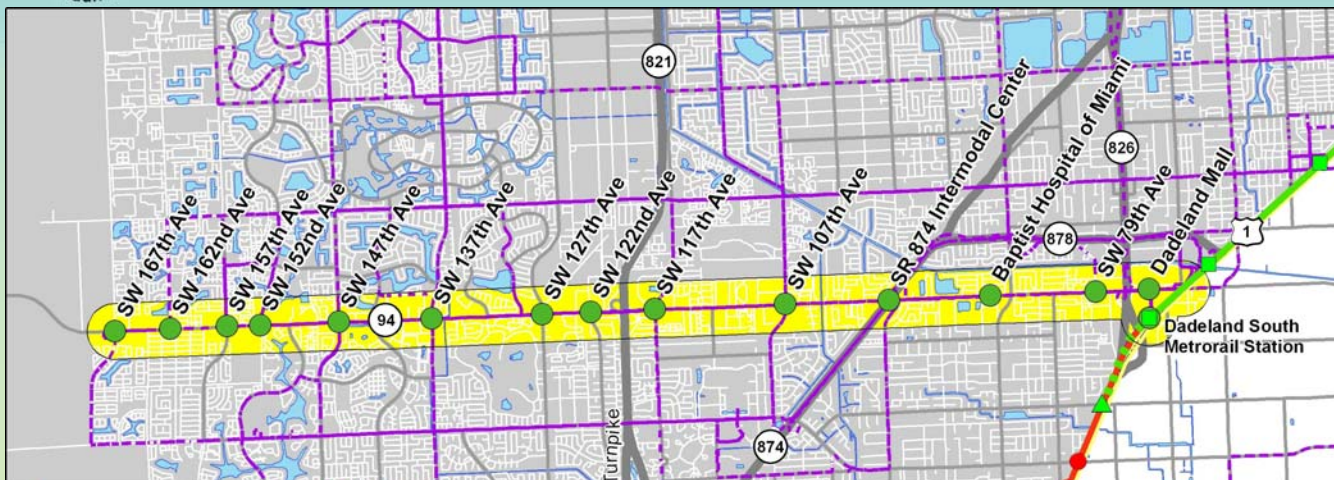 821
826
SW 167th Ave
SW 162nd Ave
SW 157th Ave
SW 152nd Ave
SW 147th Ave
SW 137th Ave
SW 127th Ave
SW 122nd Ave
SW 117th Ave
SW 107th Ave
SR 874 Intermodal Center
Baptist Hospital of Miami
SW 79th Ave
Dadeland Mall
878
1
94
Dadeland South
Metrorail Station
874
Turnpike